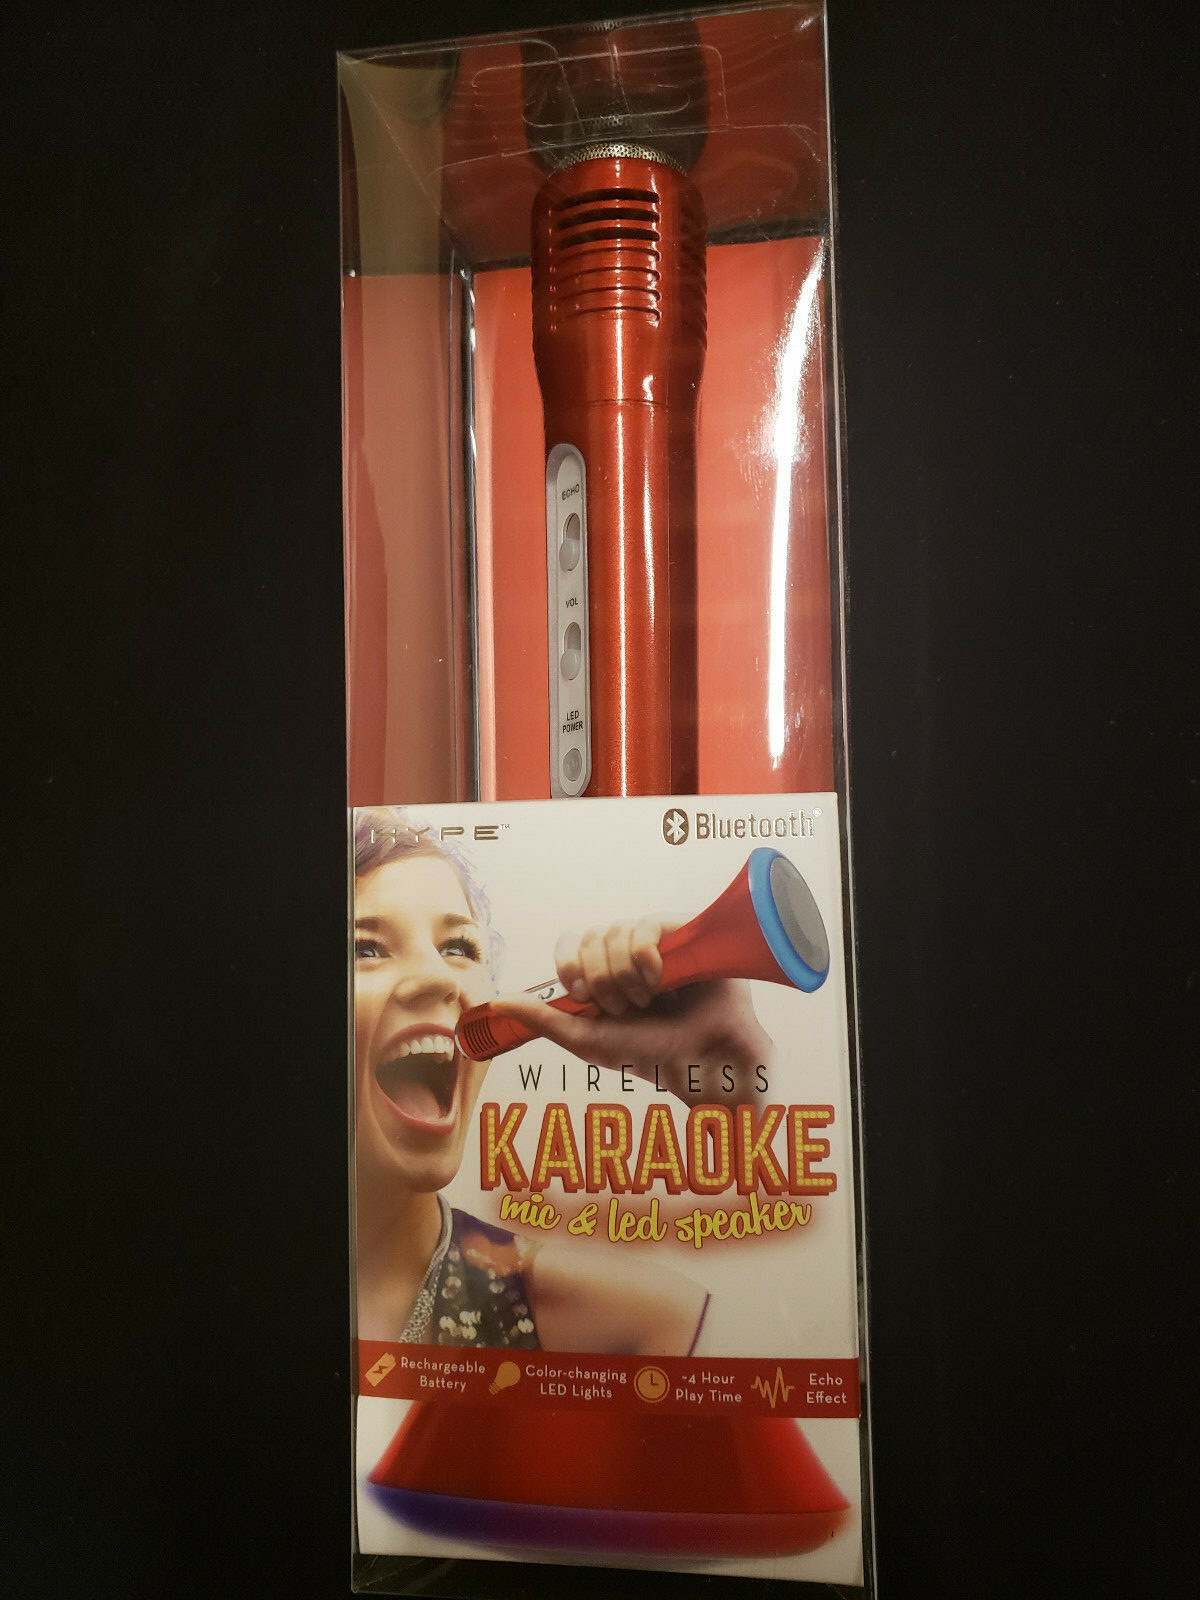 ECHO
VOL
LED
POWER
HYPE™
Bluetooth®
WIRELESS
KARAOKE
mic & led speaker
Rechargeable
Battery
Color-changing
LED Lights
~4 Hour
Play Time
Echo
Effect